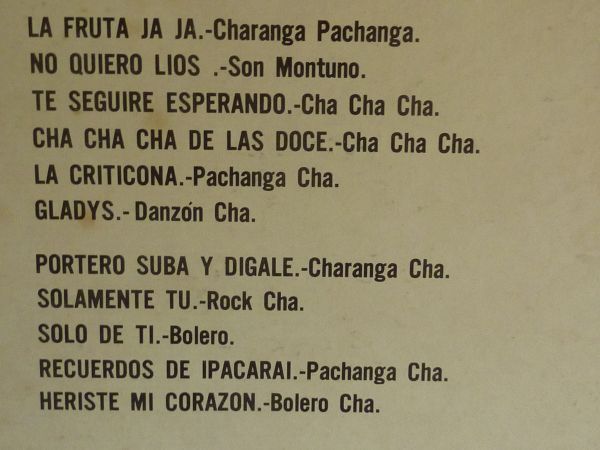 LA FRUTA JA JA.-Charanga Pachanga.
NO QUIERO LIOS .-Son Montuno.
TE SEGUIRE ESPERANDO.-Cha Cha Cha.
CHA CHA CHA DE LAS DOCE.-Cha Cha Cha.
LA CRITICONA.-Pachanga Cha.
GLADYS.-Danzón Cha.
PORTERO SUBA Y DIGALE.-Charanga Cha.
SOLAMENTE TU.-Rock Cha.
SOLO DE TI.-Bolero.
RECUERDOS DE IPACARAI.-Pachanga Cha.
HERISTE MI CORAZON.-Bolero Cha.